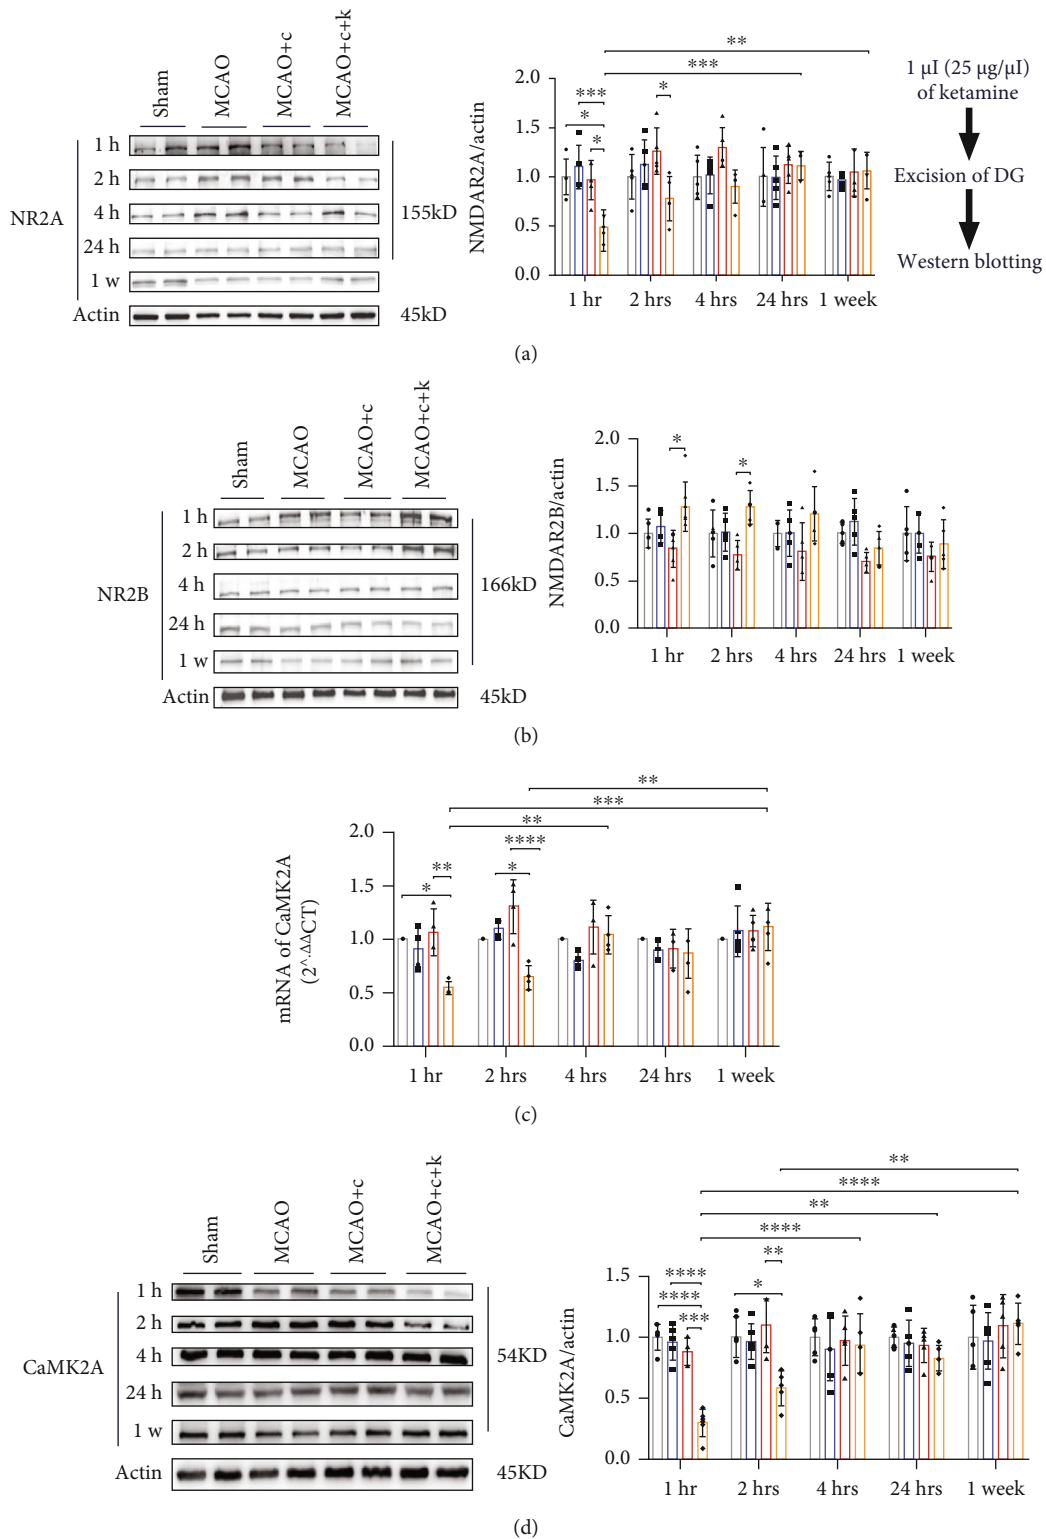 Sham
MCAO
MCAO+c
MCAO+c+k
NR2A
1 h
2 h
4 h
24 h
1 w
Actin
155kD
45kD
NMDAR2A/actin
2.0
1.5
1.0
0.5
0.0
** 
***
***
*
*
*
1 hr
2 hrs
4 hrs
24 hrs
1 week
1 µI (25 µg/µI)
of ketamine
Excision of DG
Western blotting
(a)
Sham
MCAO
MCAO+c
MCAO+c+k
NR2B
1 h
2 h
4 h
24 h
1 w
Actin
166kD
45kD
NMDAR2B/actin
2.0
1.5
1.0
0.5
0.0
*
*
1 hr
2 hrs
4 hrs
24 hrs
1 week
(b)
mRNA of CaMK2A
(2^-ΔΔCT)
2.0
1.5
1.0
0.5
0.0
**
***
**
****
**
*
*
1 hr
2 hrs
4 hrs
24 hrs
1 week
(c)
Sham
MCAO
MCAO+c
MCAO+c+k
CaMK2A
1 h
2 h
4 h
24 h
1 w
Actin
54KD
45KD
CaMK2A/actin
1.5
1.0
0.5
0.0
**
****
**
****
**
****
*
****
***
1 hr
2 hrs
4 hrs
24 hrs
1 week
(d)